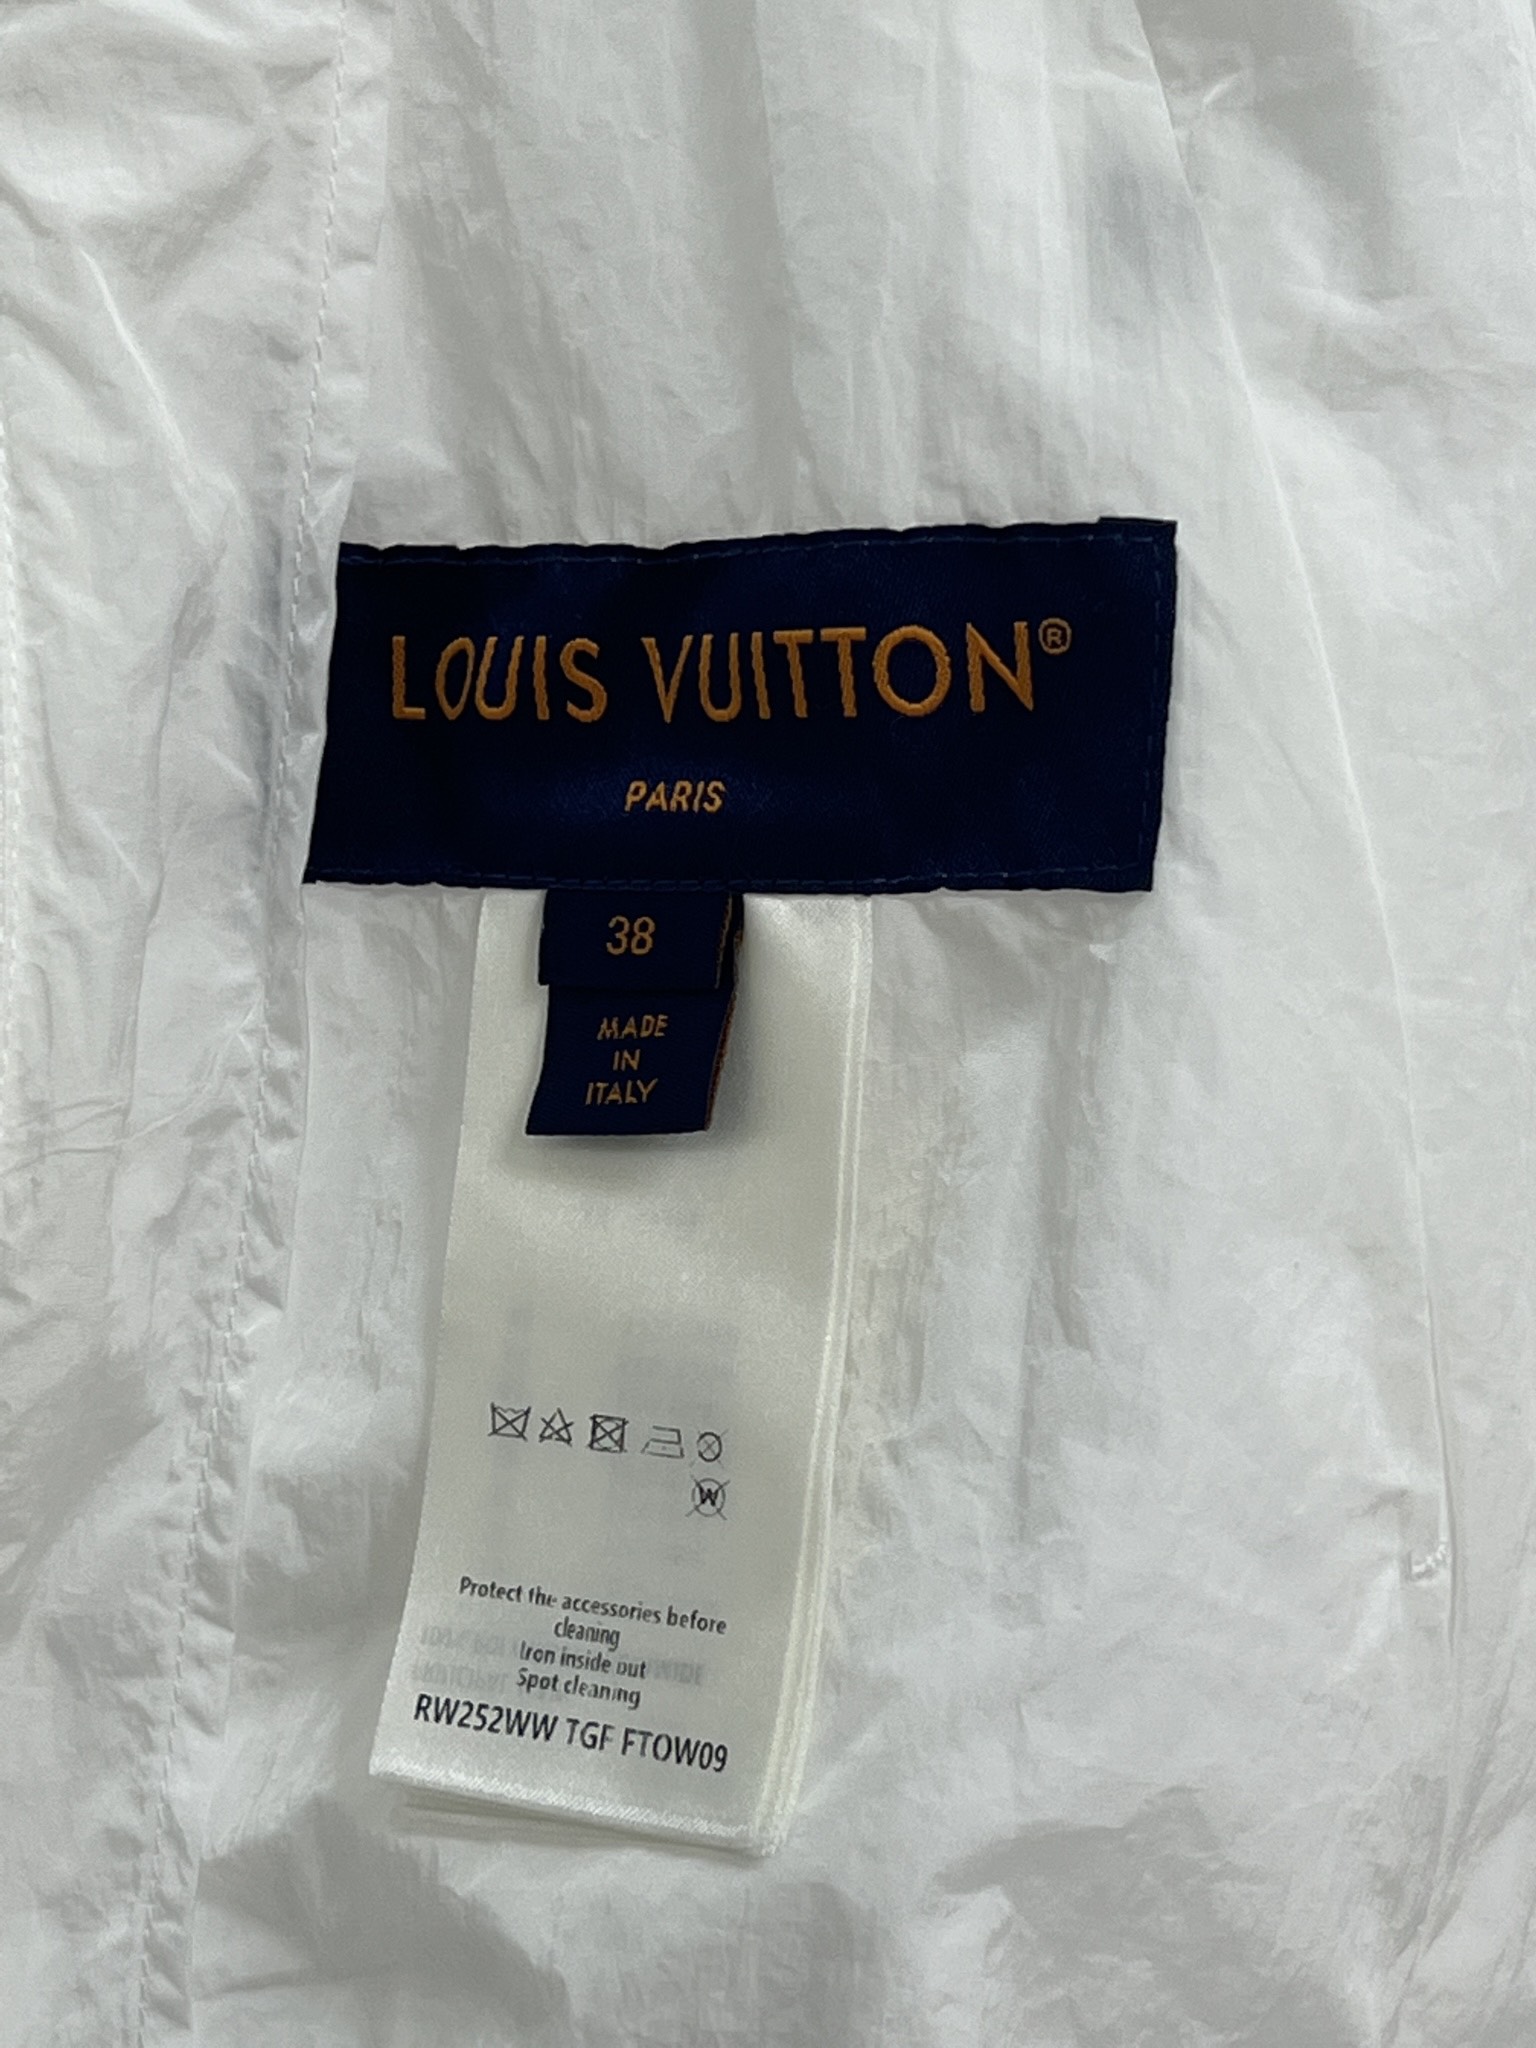 LOUIS VUITTON®
PARIS
38
MADE
IN
ITALY
W
Protect the accessories before
cleaning
Iron inside out
Spot cleaning
RW252WW TGF FTOW09